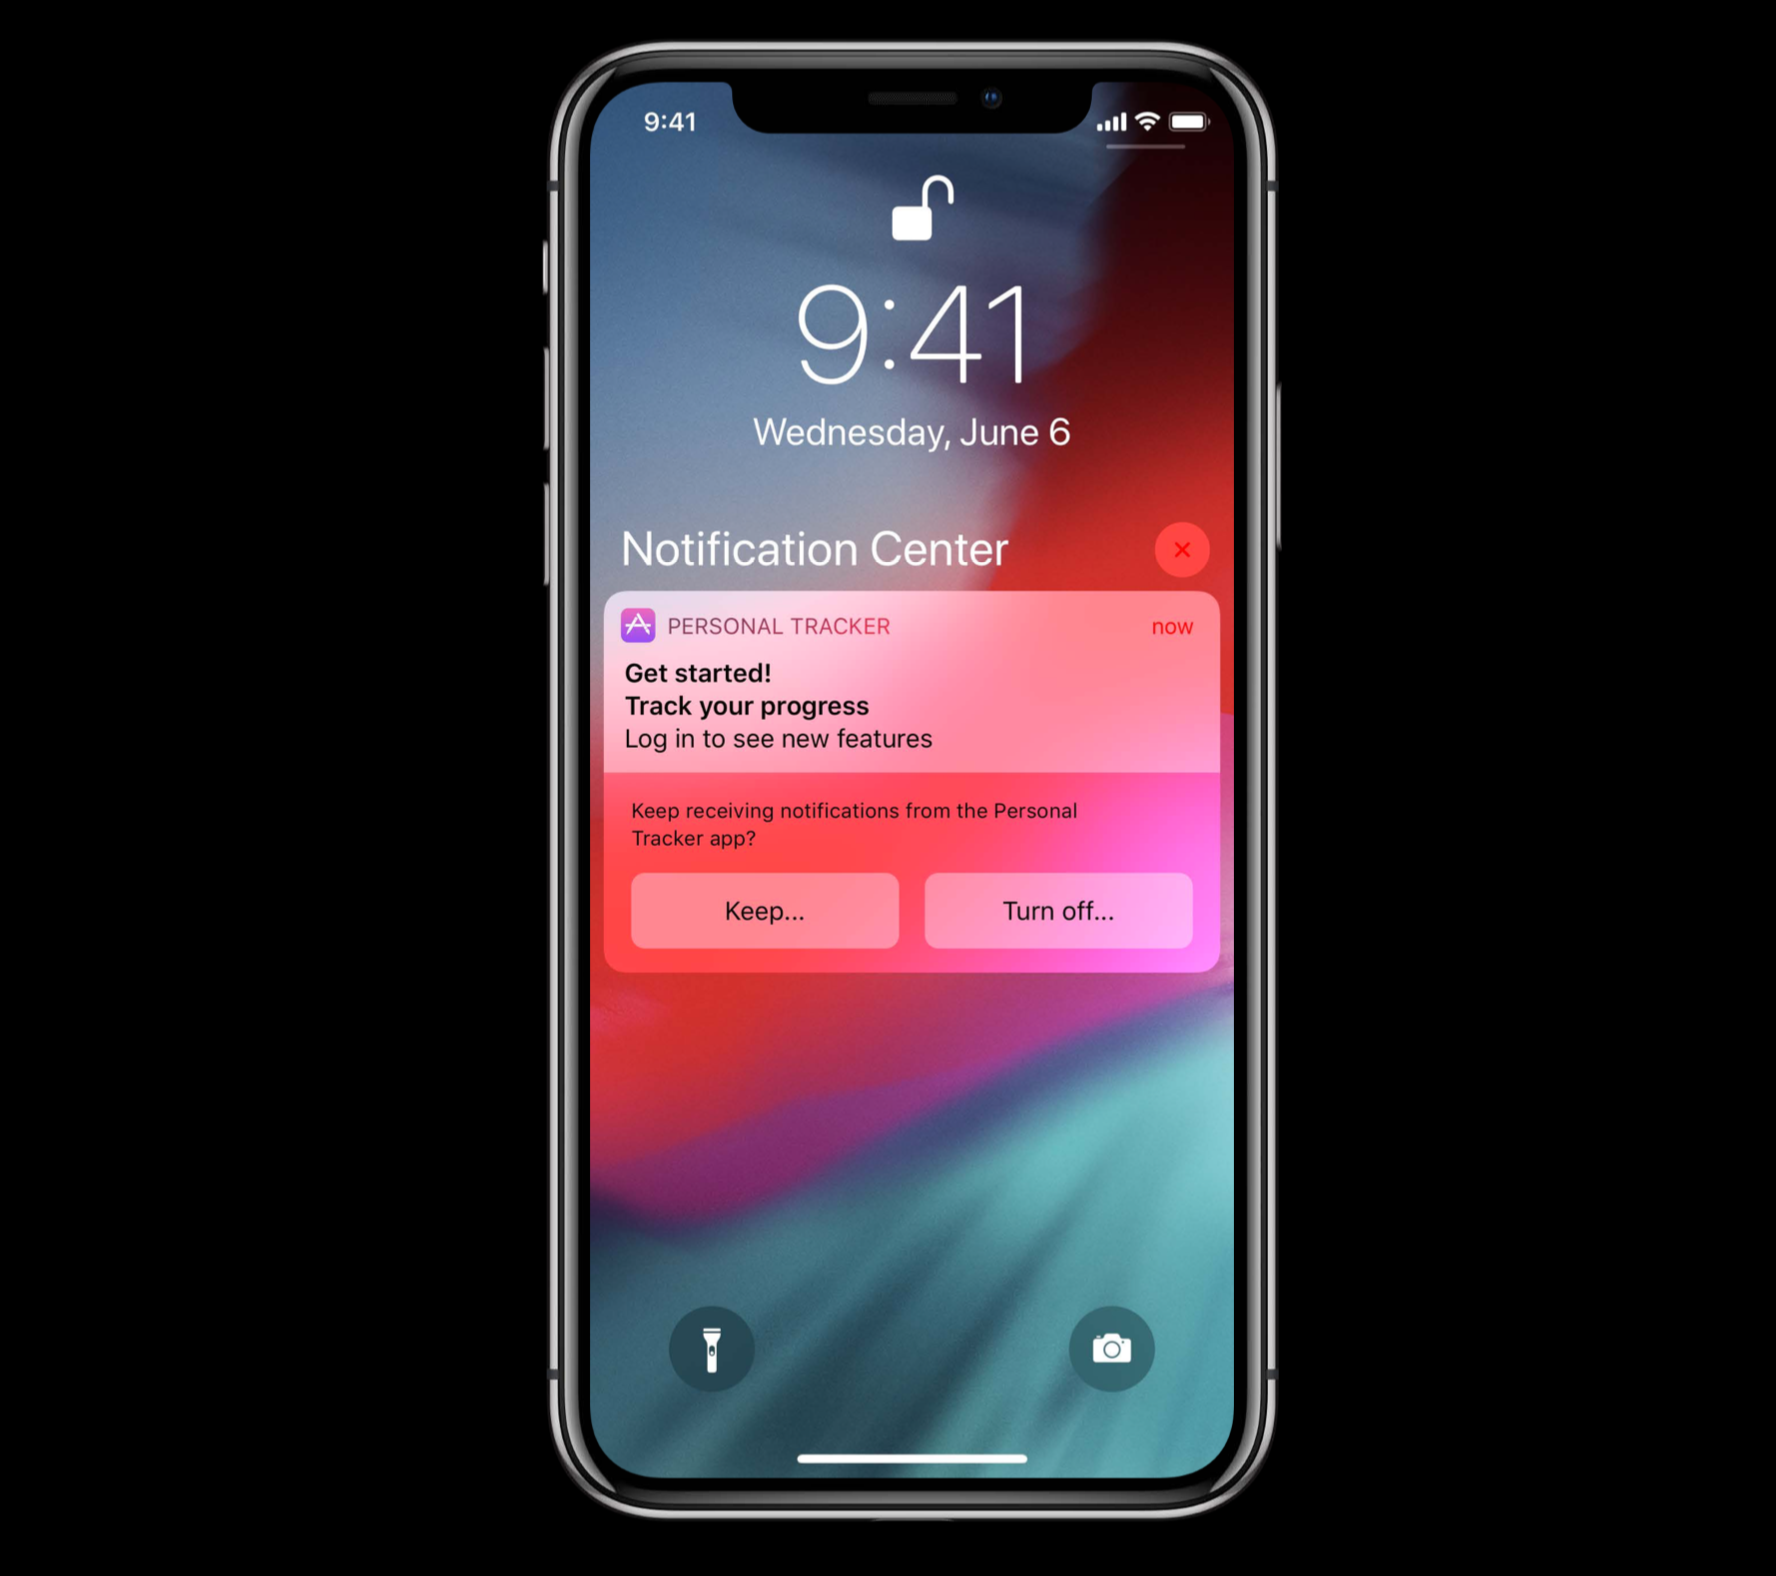 9:41
9:41
Wednesday, June 6
Notification Center
PERSONAL TRACKER now
Get started!
Track your progress
Log in to see new features
Keep receiving notifications from the Personal
Tracker app?
Keep... Turn off...